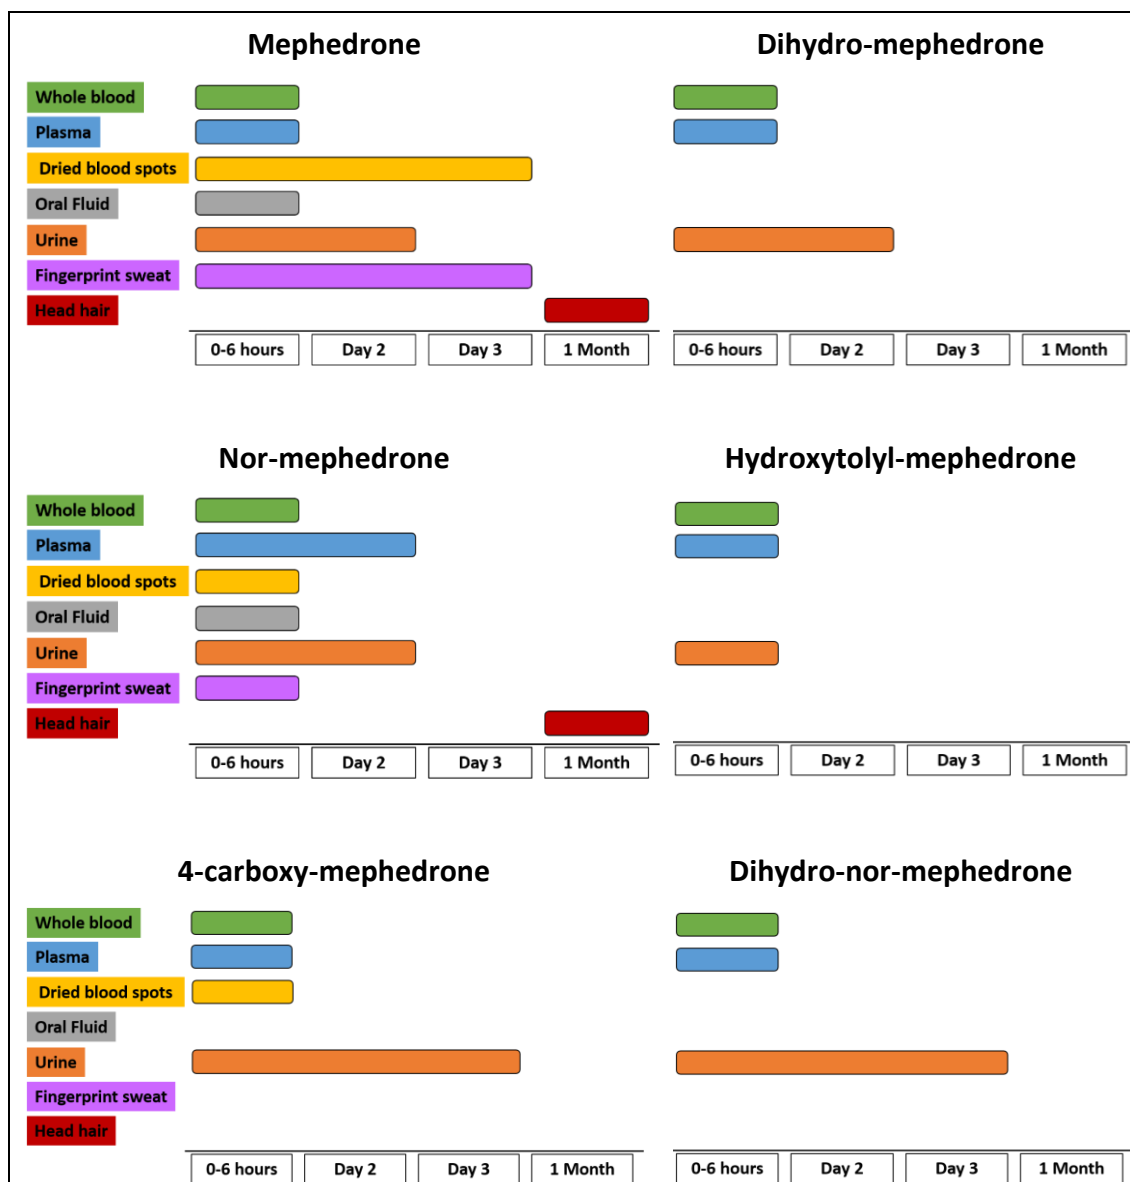 Mephedrone
Dihydro-mephedrone
Whole blood
Plasma
Dried blood spots
Oral Fluid
Urine
Fingerprint sweat
Head hair
0-6 hours Day 2 Day 3 1 Month
0-6 hours Day 2 Day 3 1 Month
Nor-mephedrone
Hydroxytolyl-mephedrone
Whole blood
Plasma
Dried blood spots
Oral Fluid
Urine
Fingerprint sweat
Head hair
0-6 hours Day 2 Day 3 1 Month
0-6 hours Day 2 Day 3 1 Month
4-carboxy-mephedrone
Dihydro-nor-mephedrone
Whole blood
Plasma
Dried blood spots
Oral Fluid
Urine
Fingerprint sweat
Head hair
0-6 hours Day 2 Day 3 1 Month
0-6 hours Day 2 Day 3 1 Month